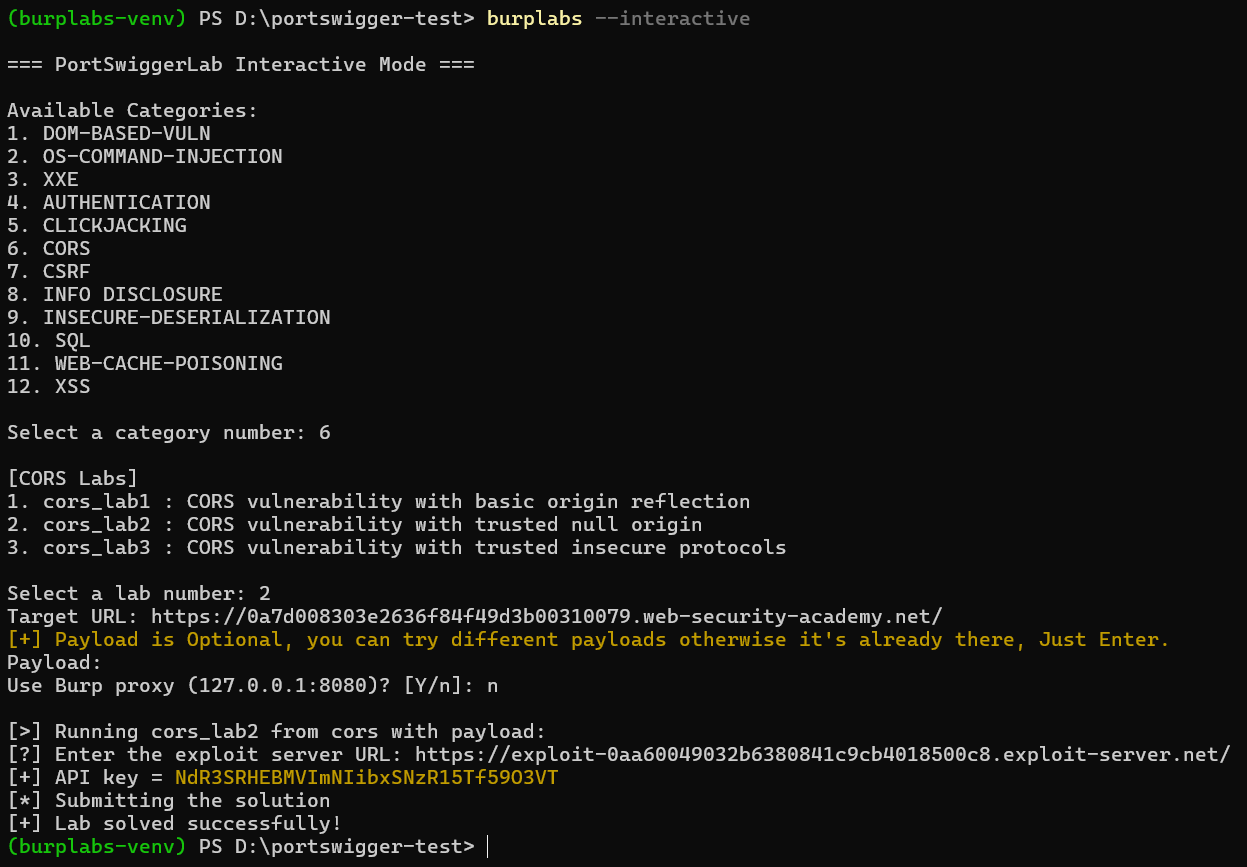 (burplabs-venv) PS D:\portswigger-test> burplabs --interactive
=== PortSwiggerLab Interactive Mode ===
Available Categories:
1. DOM-BASED-VULN
2. OS-COMMAND-INJECTION
3. XXE
4. AUTHENTICATION
5. CLICKJACKING
6. CORS
7. CSRF
8. INFO DISCLOSURE
9. INSECURE-DESERIALIZATION
10. SQL
11. WEB-CACHE-POISONING
12. XSS
Select a category number: 6
[CORS Labs]
1. cors_lab1 : CORS vulnerability with basic origin reflection
2. cors_lab2 : CORS vulnerability with trusted null origin
3. cors_lab3 : CORS vulnerability with trusted insecure protocols
Select a lab number: 2
Target URL: https://0a7d008303e2636f84f49d3b00310079.web-security-academy.net/
[+] Payload is Optional, you can try different payloads otherwise it's already there, Just Enter.
Payload:
Use Burp proxy (127.0.0.1:8080)? [Y/n]: n
[>] Running cors_lab2 from cors with payload:
[?] Enter the exploit server URL: https://exploit-0aa60049032b6380841c9cb4018500c8.exploit-server.net/
[+] API key = NdR3SRHEBMVImNIibxSNzR15Tf59O3VT
[*] Submitting the solution
[+] Lab solved successfully!
(burplabs-venv) PS D:\portswigger-test>